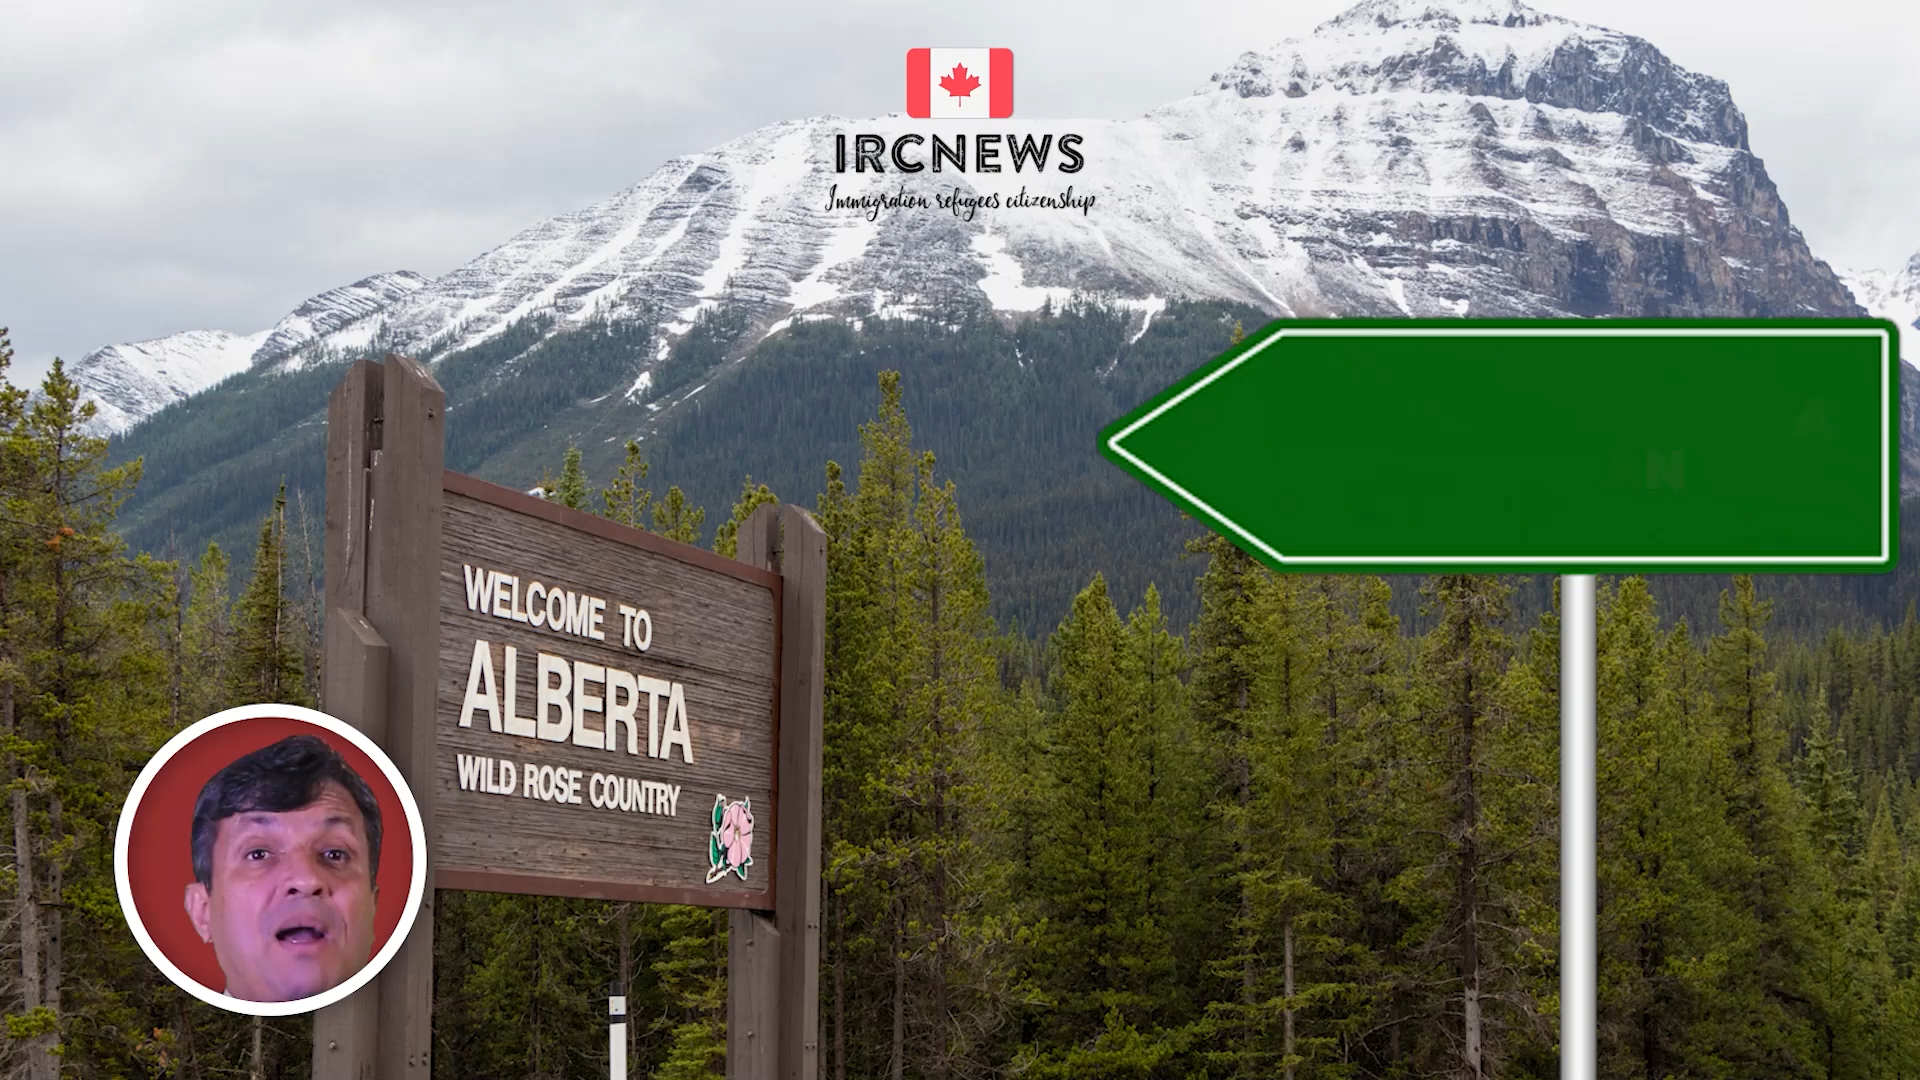 IRCNEWS
Immigration refugees citizenship
WELCOME TO
ALBERTA
WILD ROSE COUNTRY